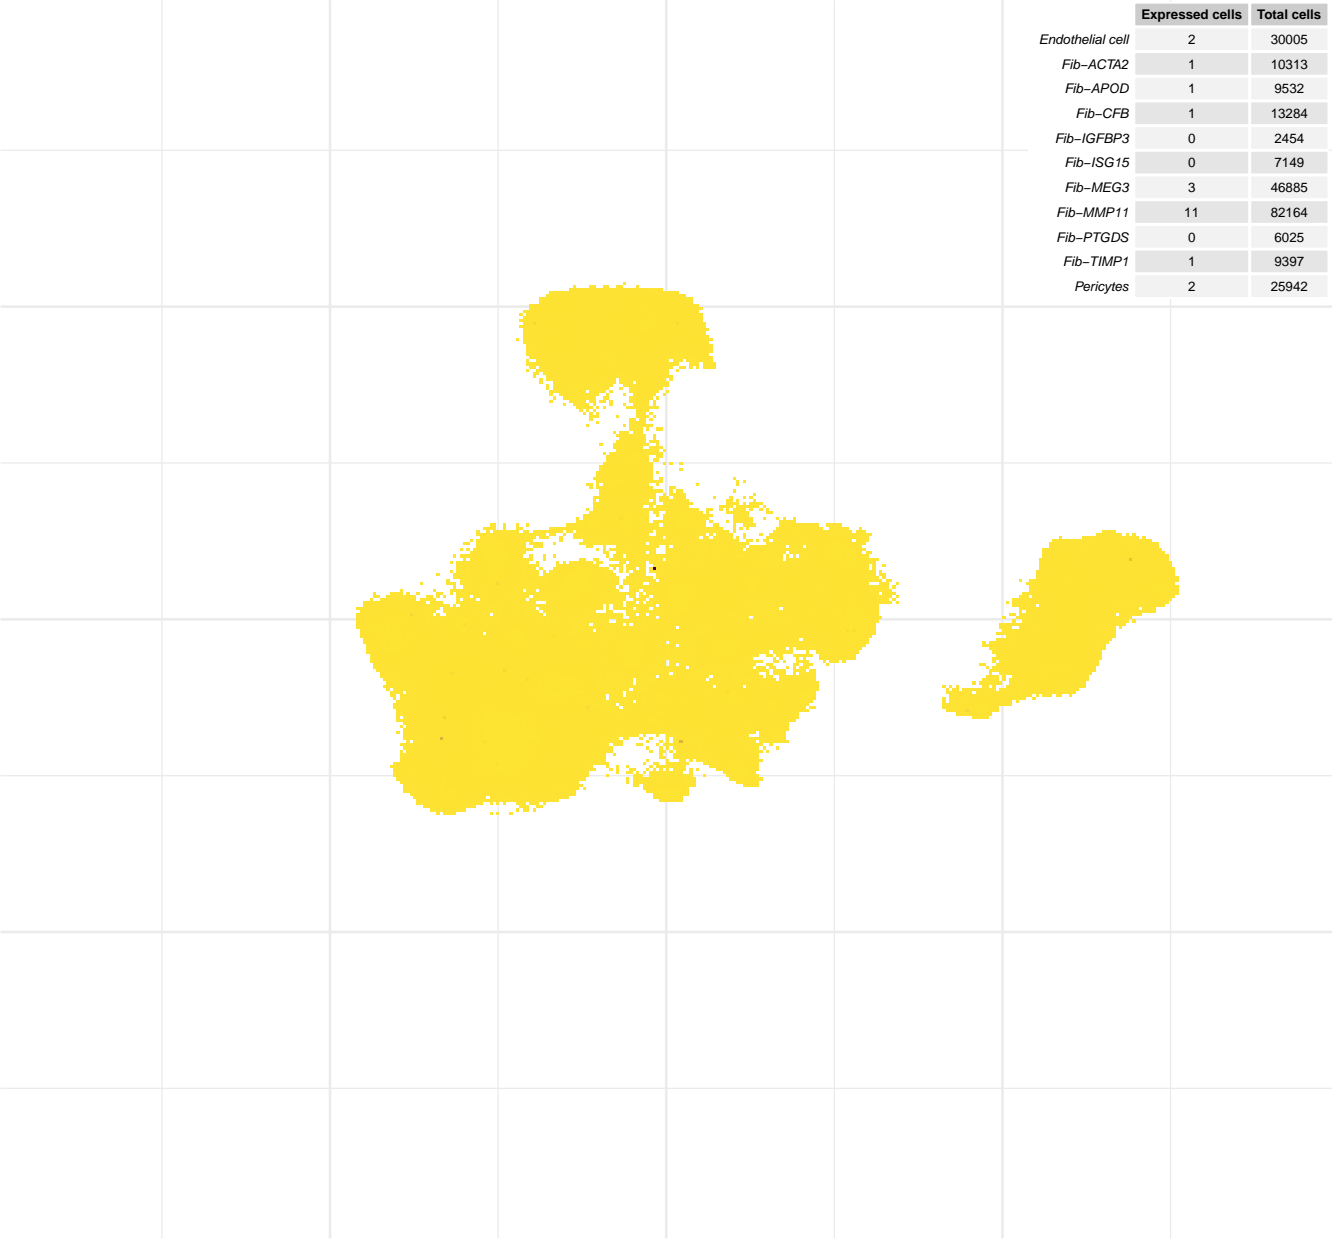 Expressed cells Total cells
Endothelial cell 2 30005
Fib−ACTA2 1 10313
Fib−APOD 1 9532
Fib−CFB 1 13284
Fib−IGFBP3 0 2454
Fib−ISG15 0 7149
Fib−MEG3 3 46885
Fib−MMP11 11 82164
Fib−PTGDS 0 6025
Fib−TIMP1 1 9397
Pericytes 2 25942